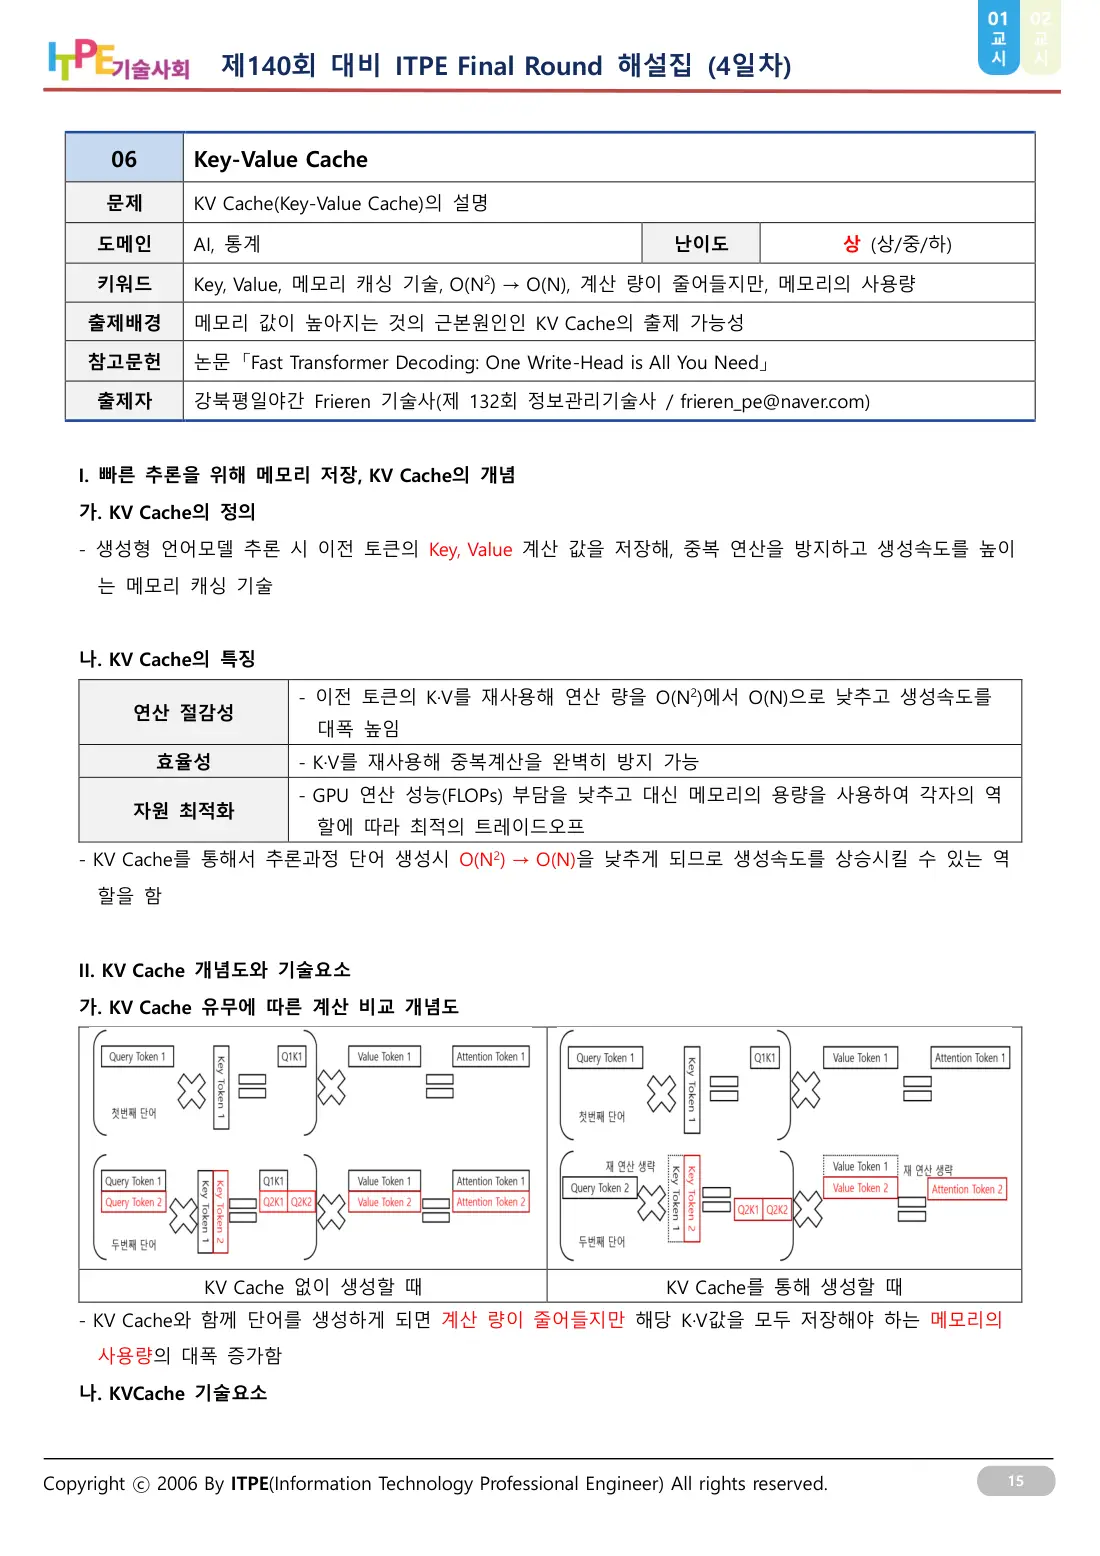 01 02
교 교
시 시
ITPE기술사회 제140회 대비 ITPE Final Round 해설집 (4일차)
06 Key-Value Cache
문제 KV Cache(Key-Value Cache)의 설명
도메인 AI, 통계 난이도 상 (상/중/하)
키워드 Key, Value, 메모리 캐싱 기술, O(N²) → O(N), 계산 량이 줄어들지만, 메모리의 사용량
출제배경 메모리 값이 높아지는 것의 근본원인인 KV Cache의 출제 가능성
참고문헌 논문「Fast Transformer Decoding: One Write-Head is All You Need」
출제자 강북평일야간 Frieren 기술사(제 132회 정보관리기술사 / frieren_pe@naver.com)
I. 빠른 추론을 위해 메모리 저장, KV Cache의 개념
가. KV Cache의 정의
- 생성형 언어모델 추론 시 이전 토큰의 Key, Value 계산 값을 저장해, 중복 연산을 방지하고 생성속도를 높이
는 메모리 캐싱 기술
나. KV Cache의 특징
연산 절감성 - 이전 토큰의 K·V를 재사용해 연산 량을 O(N²)에서 O(N)으로 낮추고 생성속도를
대폭 높임
효율성 - K·V를 재사용해 중복계산을 완벽히 방지 가능
자원 최적화 - GPU 연산 성능(FLOPs) 부담을 낮추고 대신 메모리의 용량을 사용하여 각자의 역
할에 따라 최적의 트레이드오프
- KV Cache를 통해서 추론과정 단어 생성시 O(N²) → O(N)을 낮추게 되므로 생성속도를 상승시킬 수 있는 역
할을 함
II. KV Cache 개념도와 기술요소
가. KV Cache 유무에 따른 계산 비교 개념도
Query Token 1 Key Token 1 Q1K1 Value Token 1 Attention Token 1
첫번째 단어
Query Token 1 Key Token 1 Q1K1 Value Token 1 Attention Token 1
Query Token 2 Key Token 2 Q2K1 Q2K2 Value Token 2 Attention Token 2
두번째 단어
Query Token 1 Key Token 1 Q1K1 Value Token 1 Attention Token 1
첫번째 단어
재 연산 생략 Value Token 1 재 연산 생략
Query Token 2 Key Token 1 Key Token 2 Q2K1 Q2K2 Value Token 2 Attention Token 2
두번째 단어
KV Cache 없이 생성할 때 KV Cache를 통해 생성할 때
- KV Cache와 함께 단어를 생성하게 되면 계산 량이 줄어들지만 해당 K·V값을 모두 저장해야 하는 메모리의
사용량의 대폭 증가함
나. KVCache 기술요소
Copyright ⓒ 2006 By ITPE(Information Technology Professional Engineer) All rights reserved. 15